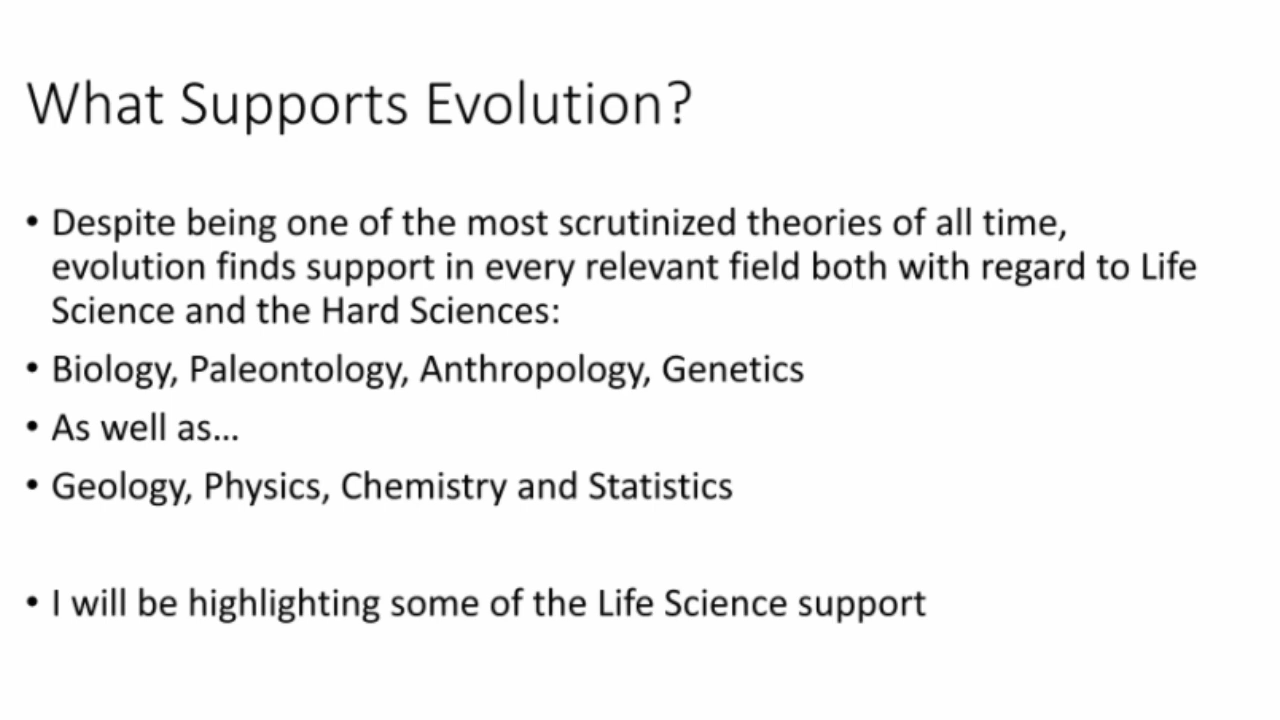 What Supports Evolution?
• Despite being one of the most scrutinized theories of all time,
evolution finds support in every relevant field both with regard to Life
Science and the Hard Sciences:
• Biology, Paleontology, Anthropology, Genetics
• As well as…
• Geology, Physics, Chemistry and Statistics
• I will be highlighting some of the Life Science support